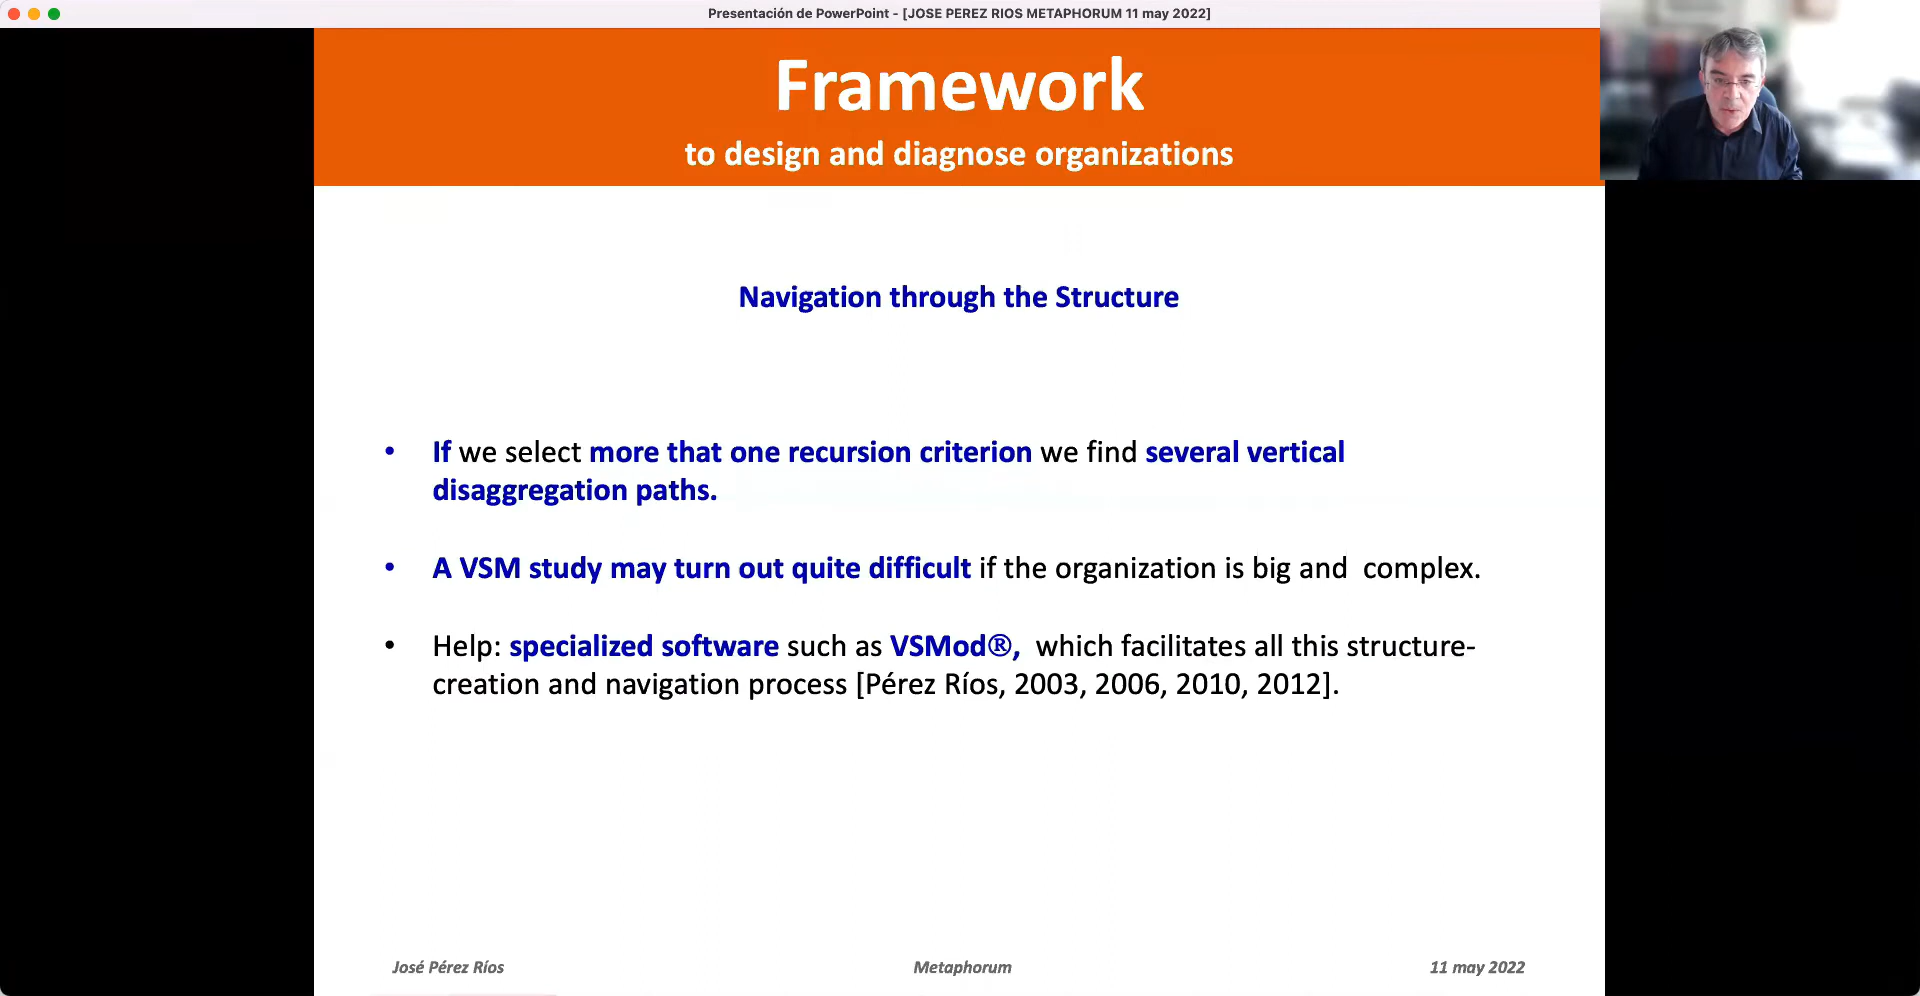 Presentación de PowerPoint - [JOSE PEREZ RIOS METAPHORUM 11 may 2022]
Framework
to design and diagnose organizations
Navigation through the Structure
• If we select more that one recursion criterion we find several vertical
disaggregation paths.
• A VSM study may turn out quite difficult if the organization is big and complex.
• Help: specialized software such as VSMod®, which facilitates all this structure-
creation and navigation process [Pérez Ríos, 2003, 2006, 2010, 2012].
José Pérez Ríos
Metaphorum
11 may 2022